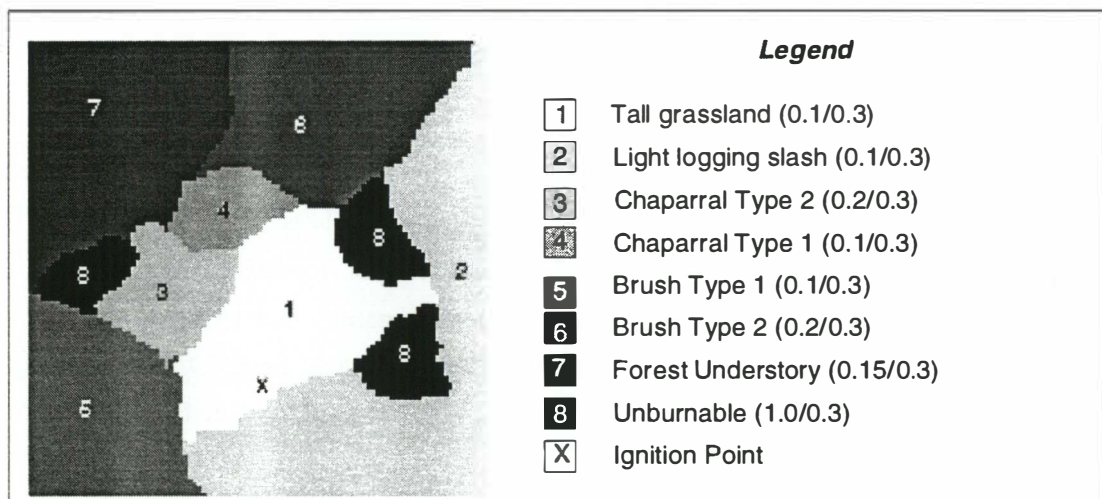 7
6
4
8
8
2
3
1
8
X
5
Legend
1 Tall grassland (0.1/0.3)
2 Light logging slash (0.1/0.3)
3 Chaparral Type 2 (0.2/0.3)
4 Chaparral Type 1 (0.1/0.3)
5 Brush Type 1 (0.1/0.3)
6 Brush Type 2 (0.2/0.3)
7 Forest Understory (0.15/0.3)
8 Unburnable (1.0/0.3)
X Ignition Point